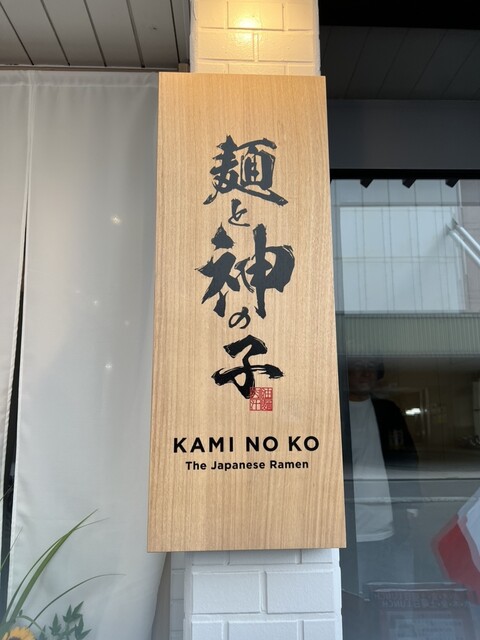 麺と神の子
KAMI NO KO
The Japanese Ramen